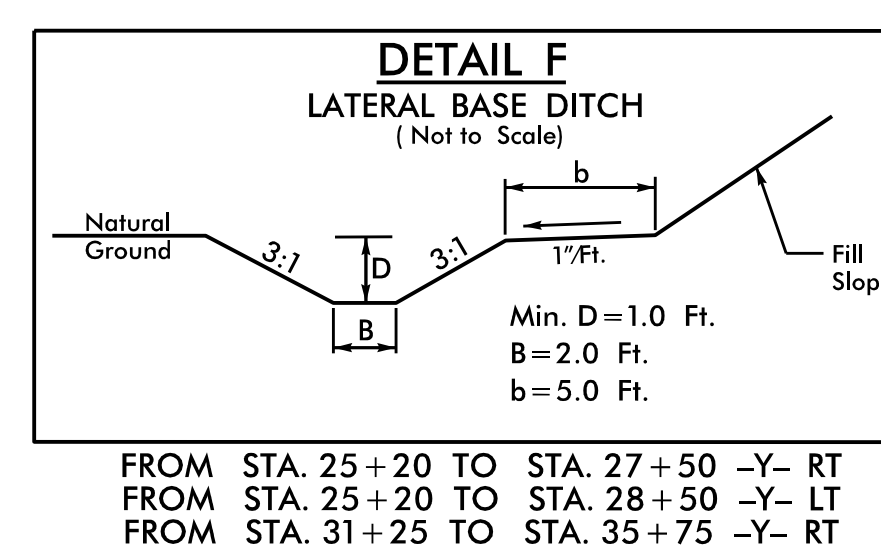 DETAIL F
LATERAL BASE DITCH
( Not to Scale)
b
Natural
Ground
3:1
D
3:1
1"/Ft.
Fill
Slop
B
Min. D=1.0 Ft.
B=2.0 Ft.
b=5.0 Ft.
FROM STA. 25+20 TO STA. 27+50 -Y- RT
FROM STA. 25+20 TO STA. 28+50 -Y- LT
FROM STA. 31+25 TO STA. 35+75 -Y- RT